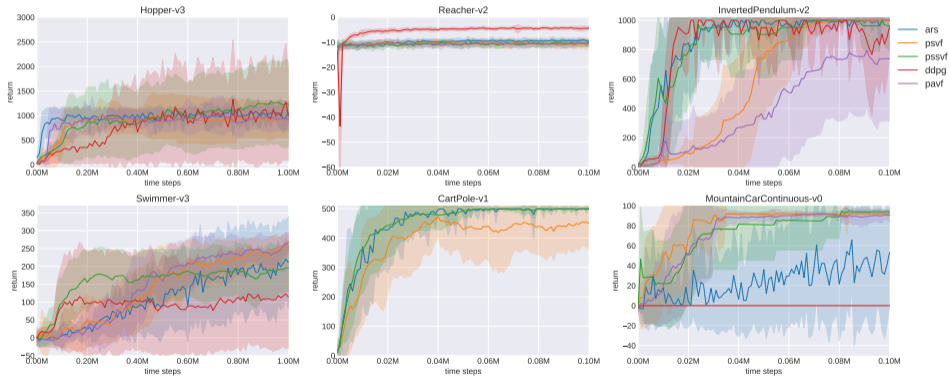 Hopper-v3
3000
2500
2000
1500
1000
500
0
return
0.00M 0.20M 0.40M 0.60M 0.80M 1.00M
time steps
Reacher-v2
0
−10
−20
−30
−40
−50
−60
return
0.00M 0.02M 0.04M 0.06M 0.08M 0.10M
time steps
InvertedPendulum-v2
1000
800
600
400
200
0
return
0.00M 0.02M 0.04M 0.06M 0.08M 0.10M
time steps
ars
psvf
pssvf
ddpg
pavf
Swimmer-v3
350
300
250
200
150
100
50
0
−50
return
0.00M 0.20M 0.40M 0.60M 0.80M 1.00M
time steps
CartPole-v1
500
400
300
200
100
0
return
0.00M 0.02M 0.04M 0.06M 0.08M 0.10M
time steps
MountainCarContinuous-v0
100
80
60
40
20
0
−20
−40
return
0.00M 0.02M 0.04M 0.06M 0.08M 0.10M
time steps